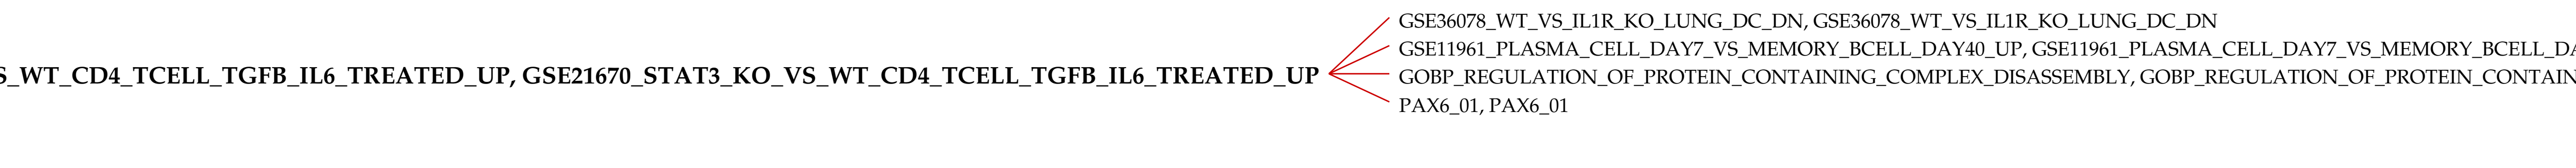 GSE36078_WT_VS_IL1R_KO_LUNG_DC_DN, GSE36078_WT_VS_IL1R_KO_LUNG_DC_DN
GSE11961_PLASMA_CELL_DAY7_VS_MEMORY_BCELL_DAY40_UP, GSE11961_PLASMA_CELL_DAY7_VS_MEMORY_BCELL_DA
S_WT_CD4_TCELL_TGFB_IL6_TREATED_UP, GSE21670_STAT3_KO_VS_WT_CD4_TCELL_TGFB_IL6_TREATED_UP
GOBP_REGULATION_OF_PROTEIN_CONTAINING_COMPLEX_DISASSEMBLY, GOBP_REGULATION_OF_PROTEIN_CONTAIN
PAX6_01, PAX6_01